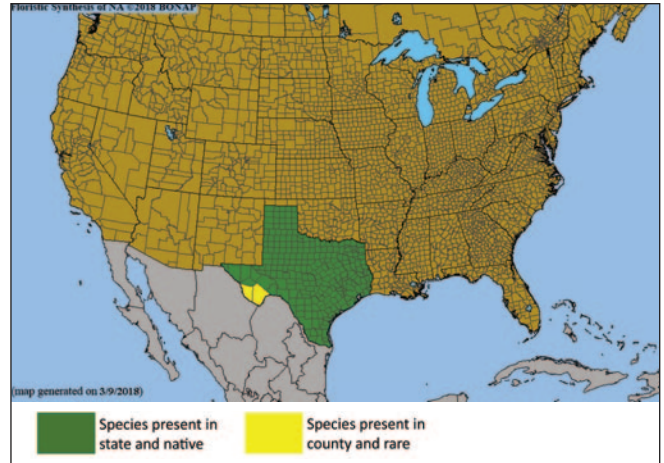 Floristic Synthesis of NA ©2018 BONAP
(map generated on 3/9/2018)
Species present in
state and native
Species present in
county and rare